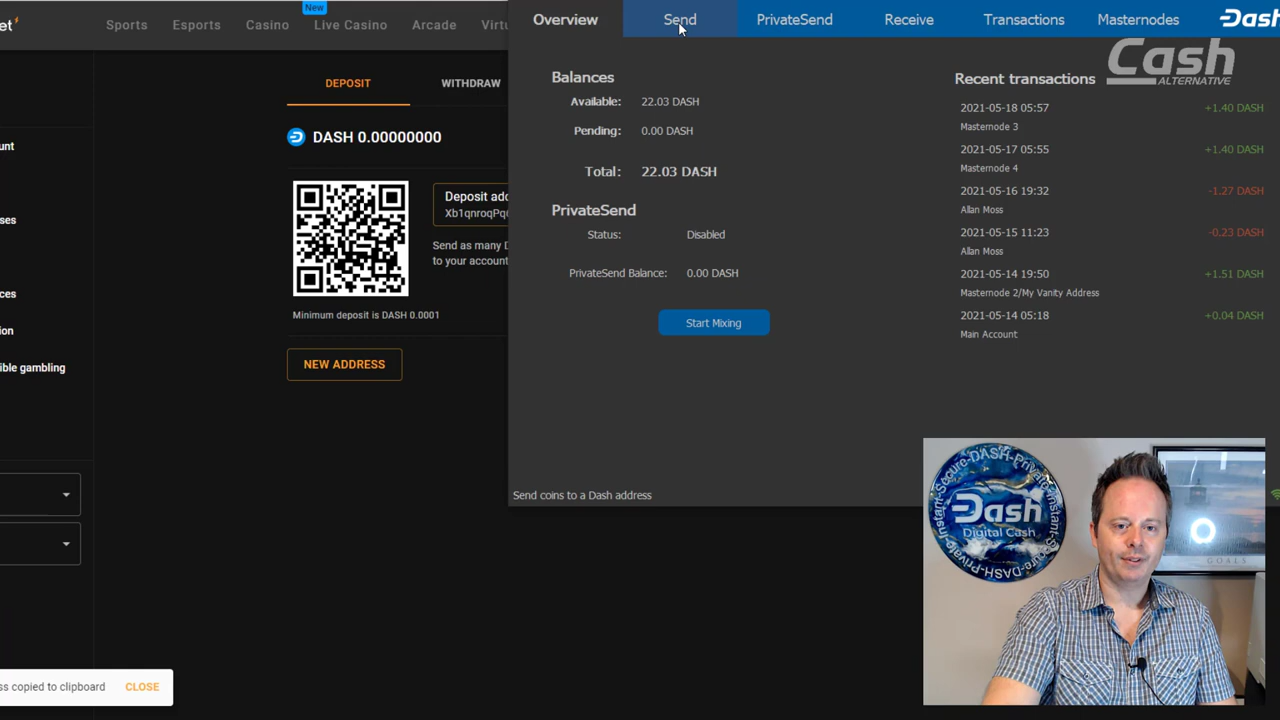 et
Sports
Esports
Casino
New
Live Casino
Arcade
Virtu
unt
ses
ces
ion
ible gambling
DEPOSIT
WITHDRAW
DASH 0.00000000
Deposit add
Send as many D
to your account
Minimum deposit is DASH 0.0001
NEW ADDRESS
ss copied to clipboard
CLOSE
Overview
Send
PrivateSend
Receive
Transactions
Masternodes
Dash
Cash
ALTERNATIVE
Balances
Available: 22.03 DASH
Pending: 0.00 DASH
Total: 22.03 DASH
PrivateSend
Status: Disabled
PrivateSend Balance: 0.00 DASH
Start Mixing
Recent transactions
2021-05-18 05:57 +1.40 DASH
Masternode 3
2021-05-17 05:55 +1.40 DASH
Masternode 4
2021-05-16 19:32 -1.27 DASH
Allan Moss
2021-05-15 11:23 -0.23 DASH
Allan Moss
2021-05-14 19:50 +1.51 DASH
Masternode 2/My Vanity Address
2021-05-14 05:18 +0.04 DASH
Main Account
Send coins to a Dash address
Dash
Digital Cash
GOALS